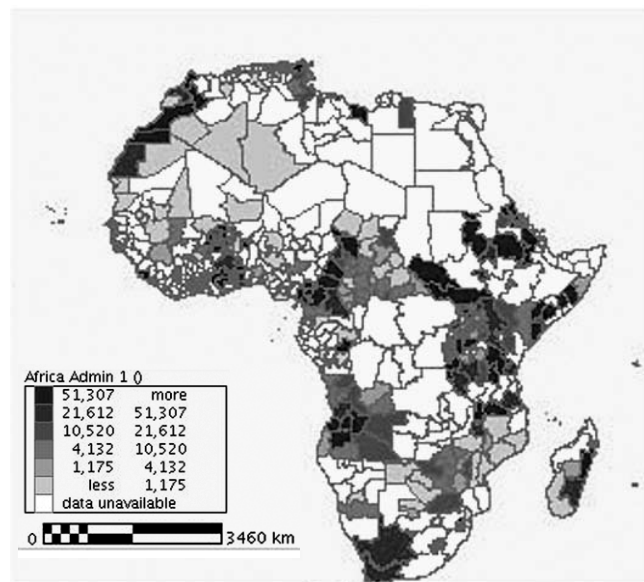 Africa Admin 1 ()
51,307 more
21,612 51,307
10,520 21,612
4,132 10,520
1,175 4,132
less 1,175
data unavailable
0 3460 km